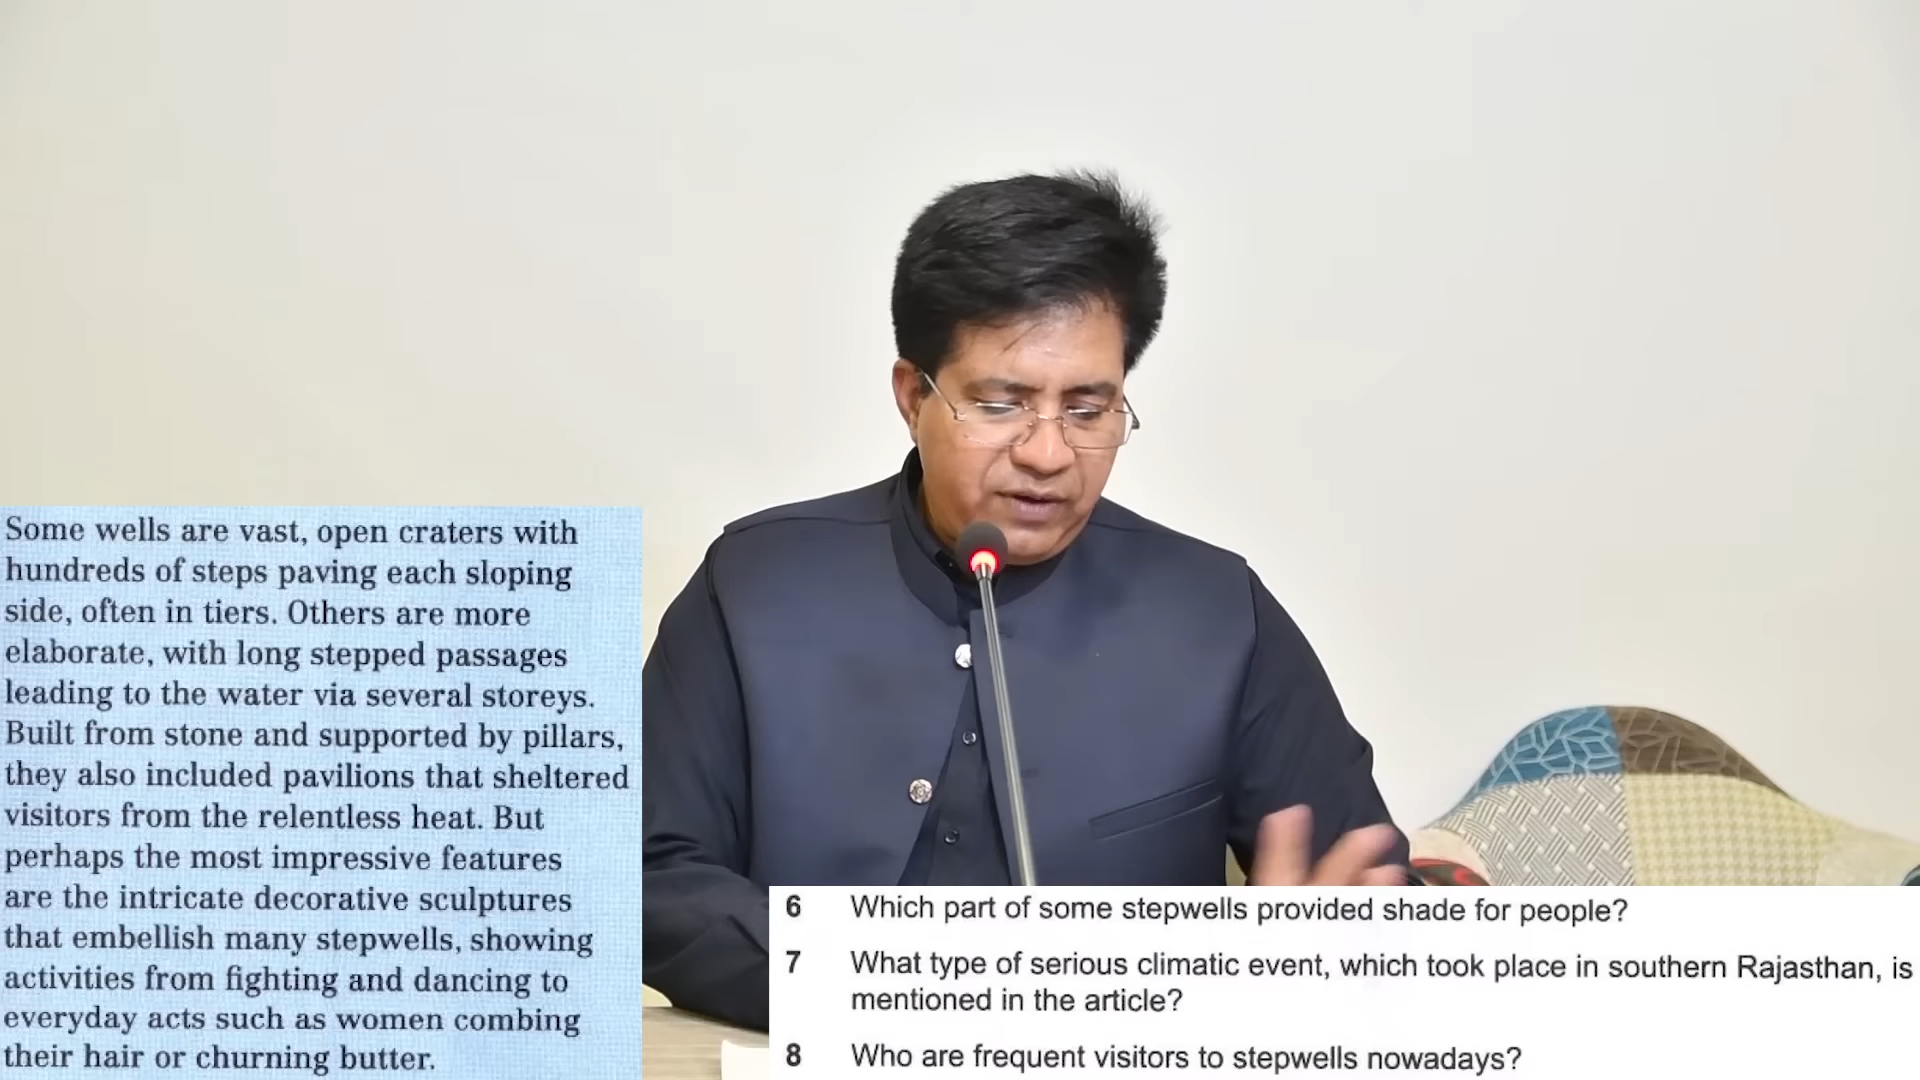 Some wells are vast, open craters with
hundreds of steps paving each sloping
side, often in tiers. Others are more
elaborate, with long stepped passages
leading to the water via several storeys.
Built from stone and supported by pillars,
they also included pavilions that sheltered
visitors from the relentless heat. But
perhaps the most impressive features
are the intricate decorative sculptures
that embellish many stepwells, showing
activities from fighting and dancing to
everyday acts such as women combing
their hair or churning butter.
6 Which part of some stepwells provided shade for people?
7 What type of serious climatic event, which took place in southern Rajasthan, is
mentioned in the article?
8 Who are frequent visitors to stepwells nowadays?